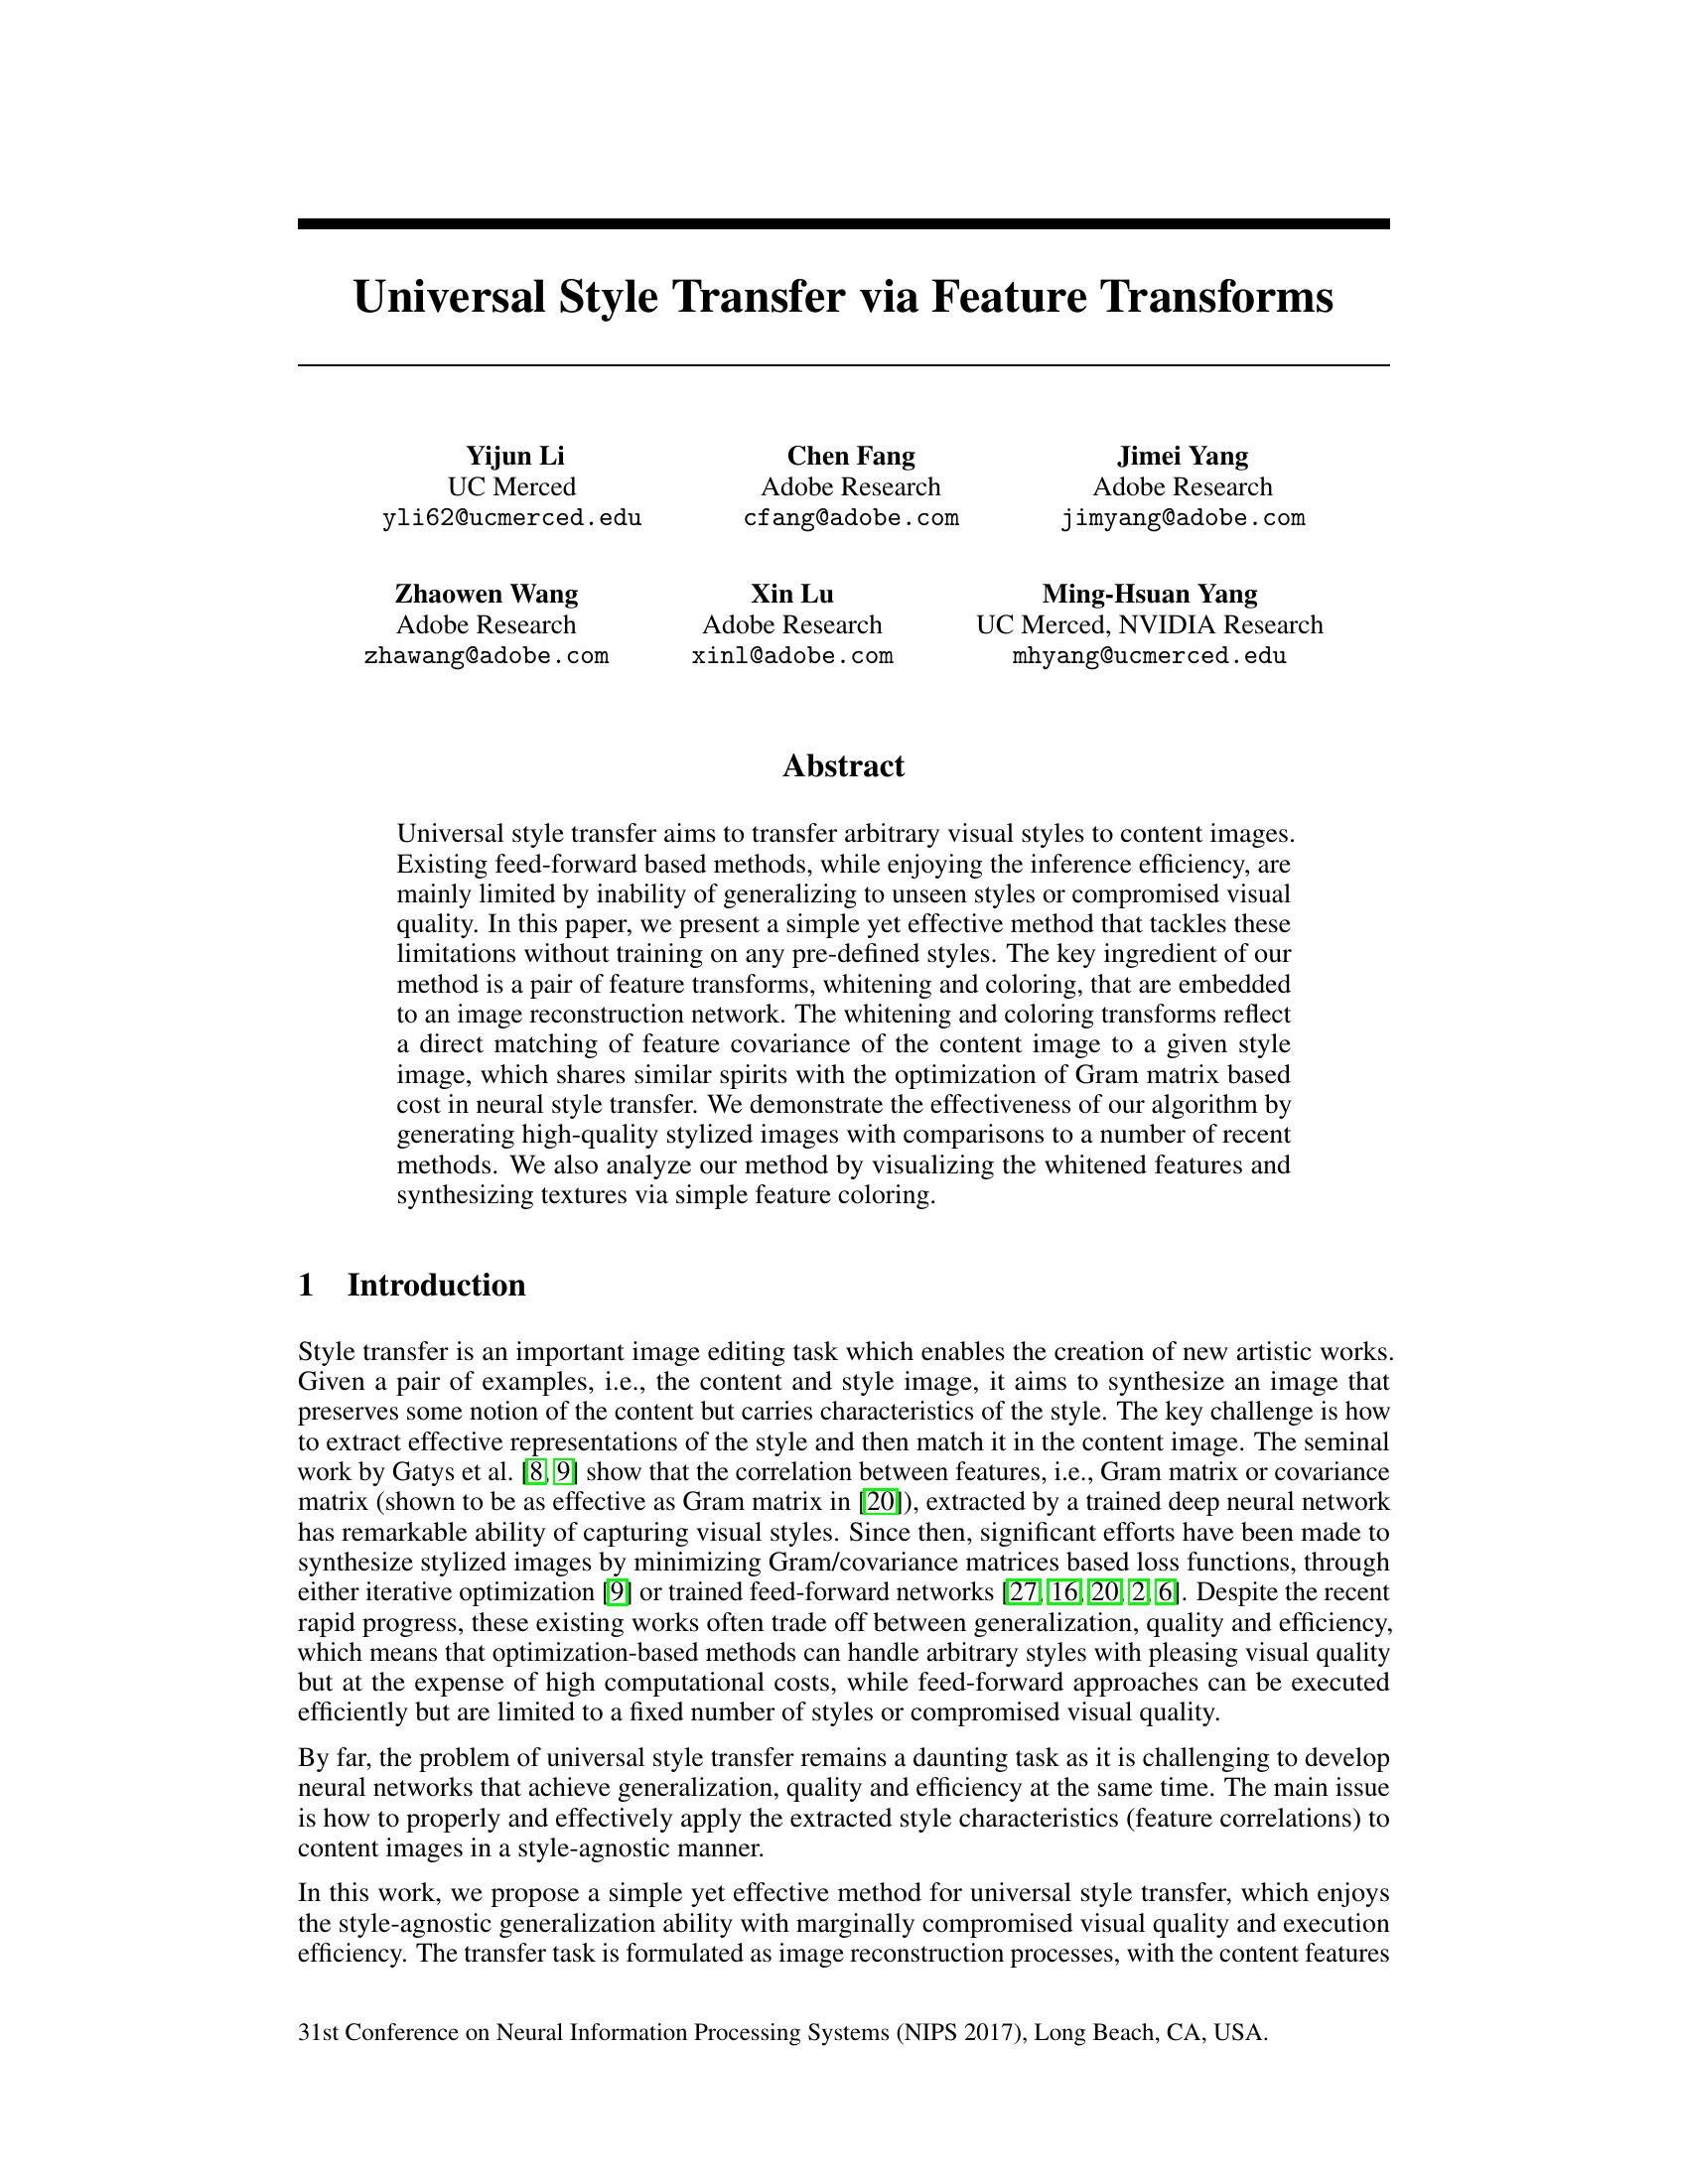 Universal Style Transfer via Feature Transforms
Yijun Li
UC Merced
yli62@ucmerced.edu
Chen Fang
Adobe Research
cfang@adobe.com
Jimei Yang
Adobe Research
jimyang@adobe.com
Zhaowen Wang
Adobe Research
zhawang@adobe.com
Xin Lu
Adobe Research
xinl@adobe.com
Ming-Hsuan Yang
UC Merced, NVIDIA Research
mhyang@ucmerced.edu
Abstract
Universal style transfer aims to transfer arbitrary visual styles to content images.
Existing feed-forward based methods, while enjoying the inference efficiency, are
mainly limited by inability of generalizing to unseen styles or compromised visual
quality. In this paper, we present a simple yet effective method that tackles these
limitations without training on any pre-defined styles. The key ingredient of our
method is a pair of feature transforms, whitening and coloring, that are embedded
to an image reconstruction network. The whitening and coloring transforms reflect
a direct matching of feature covariance of the content image to a given style
image, which shares similar spirits with the optimization of Gram matrix based
cost in neural style transfer. We demonstrate the effectiveness of our algorithm by
generating high-quality stylized images with comparisons to a number of recent
methods. We also analyze our method by visualizing the whitened features and
synthesizing textures via simple feature coloring.
1 Introduction
Style transfer is an important image editing task which enables the creation of new artistic works.
Given a pair of examples, i.e., the content and style image, it aims to synthesize an image that
preserves some notion of the content but carries characteristics of the style. The key challenge is how
to extract effective representations of the style and then match it in the content image. The seminal
work by Gatys et al. [8, 9] show that the correlation between features, i.e., Gram matrix or covariance
matrix (shown to be as effective as Gram matrix in [20]), extracted by a trained deep neural network
has remarkable ability of capturing visual styles. Since then, significant efforts have been made to
synthesize stylized images by minimizing Gram/covariance matrices based loss functions, through
either iterative optimization [9] or trained feed-forward networks [27, 16, 20, 2, 6]. Despite the recent
rapid progress, these existing works often trade off between generalization, quality and efficiency,
which means that optimization-based methods can handle arbitrary styles with pleasing visual quality
but at the expense of high computational costs, while feed-forward approaches can be executed
efficiently but are limited to a fixed number of styles or compromised visual quality.
By far, the problem of universal style transfer remains a daunting task as it is challenging to develop
neural networks that achieve generalization, quality and efficiency at the same time. The main issue
is how to properly and effectively apply the extracted style characteristics (feature correlations) to
content images in a style-agnostic manner.
In this work, we propose a simple yet effective method for universal style transfer, which enjoys
the style-agnostic generalization ability with marginally compromised visual quality and execution
efficiency. The transfer task is formulated as image reconstruction processes, with the content features
31st Conference on Neural Information Processing Systems (NIPS 2017), Long Beach, CA, USA.